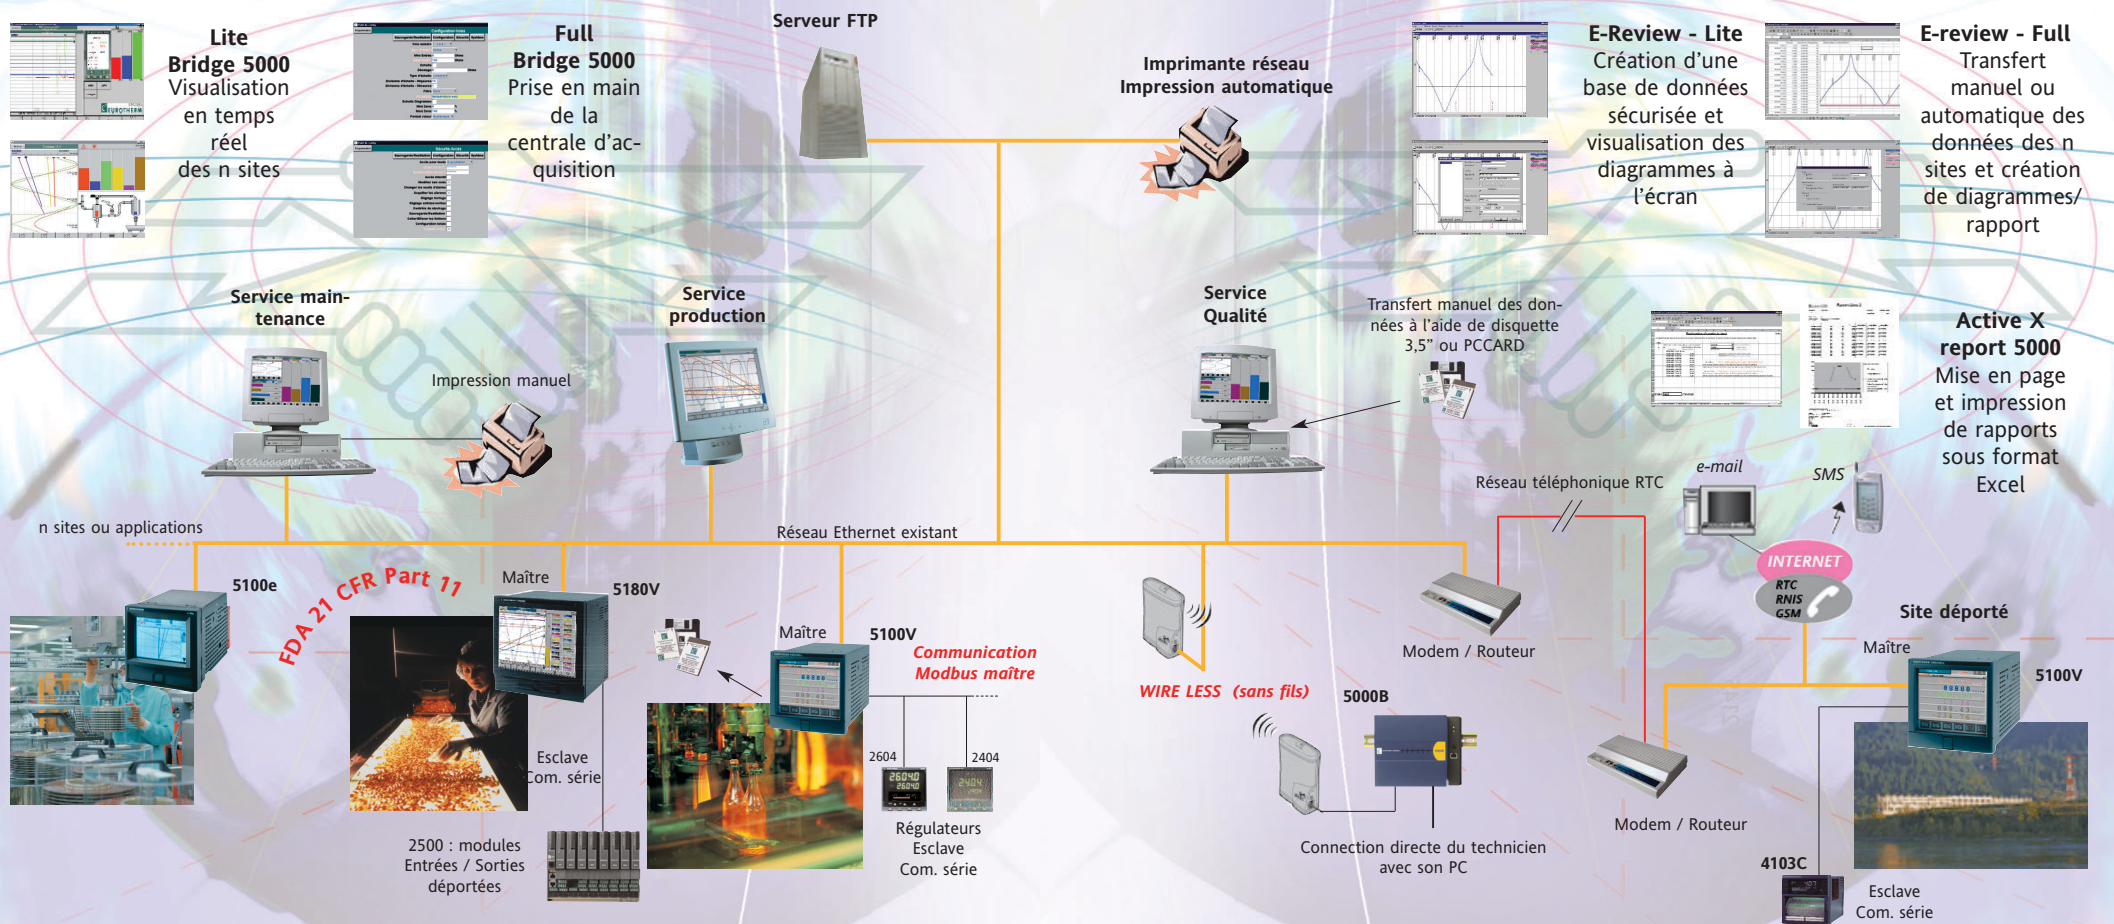 Lite
Bridge 5000
Visualisation
en temps
réel
des n sites
EUROTHERM
Full
Bridge 5000
Prise en main
de la
centrale d'ac-
quisition
Serveur FTP
Imprimante réseau
Impression automatique
E-Review - Lite
Création d'une
base de données
sécurisée et
visualisation des
diagrammes à
l'écran
E-review - Full
Transfert
manuel ou
automatique des
données des n
sites et création
de diagrammes/
rapport
Service main-
tenance
Impression manuel
Service
production
Service
Qualité
Transfert manuel des don-
nées à l'aide de disquette
3,5” ou PCCARD
Active X
report 5000
Mise en page
et impression
de rapports
sous format
Excel
Réseau téléphonique RTC
e-mail
SMS
n sites ou applications
Réseau Ethernet existant
INTERNET
RTC
RNIS
GSM
5100e
FDA 21 CFR Part 11
Maître
5180V
Esclave
Com. série
2500 : modules
Entrées / Sorties
déportées
Maître
5100V
Communication
Modbus maître
2604
2404
Régulateurs
Esclave
Com. série
WIRE LESS (sans fils)
5000B
Connection directe du technicien
avec son PC
Modem / Routeur
Modem / Routeur
Site déporté
Maître
5100V
4103C
Esclave
Com. série